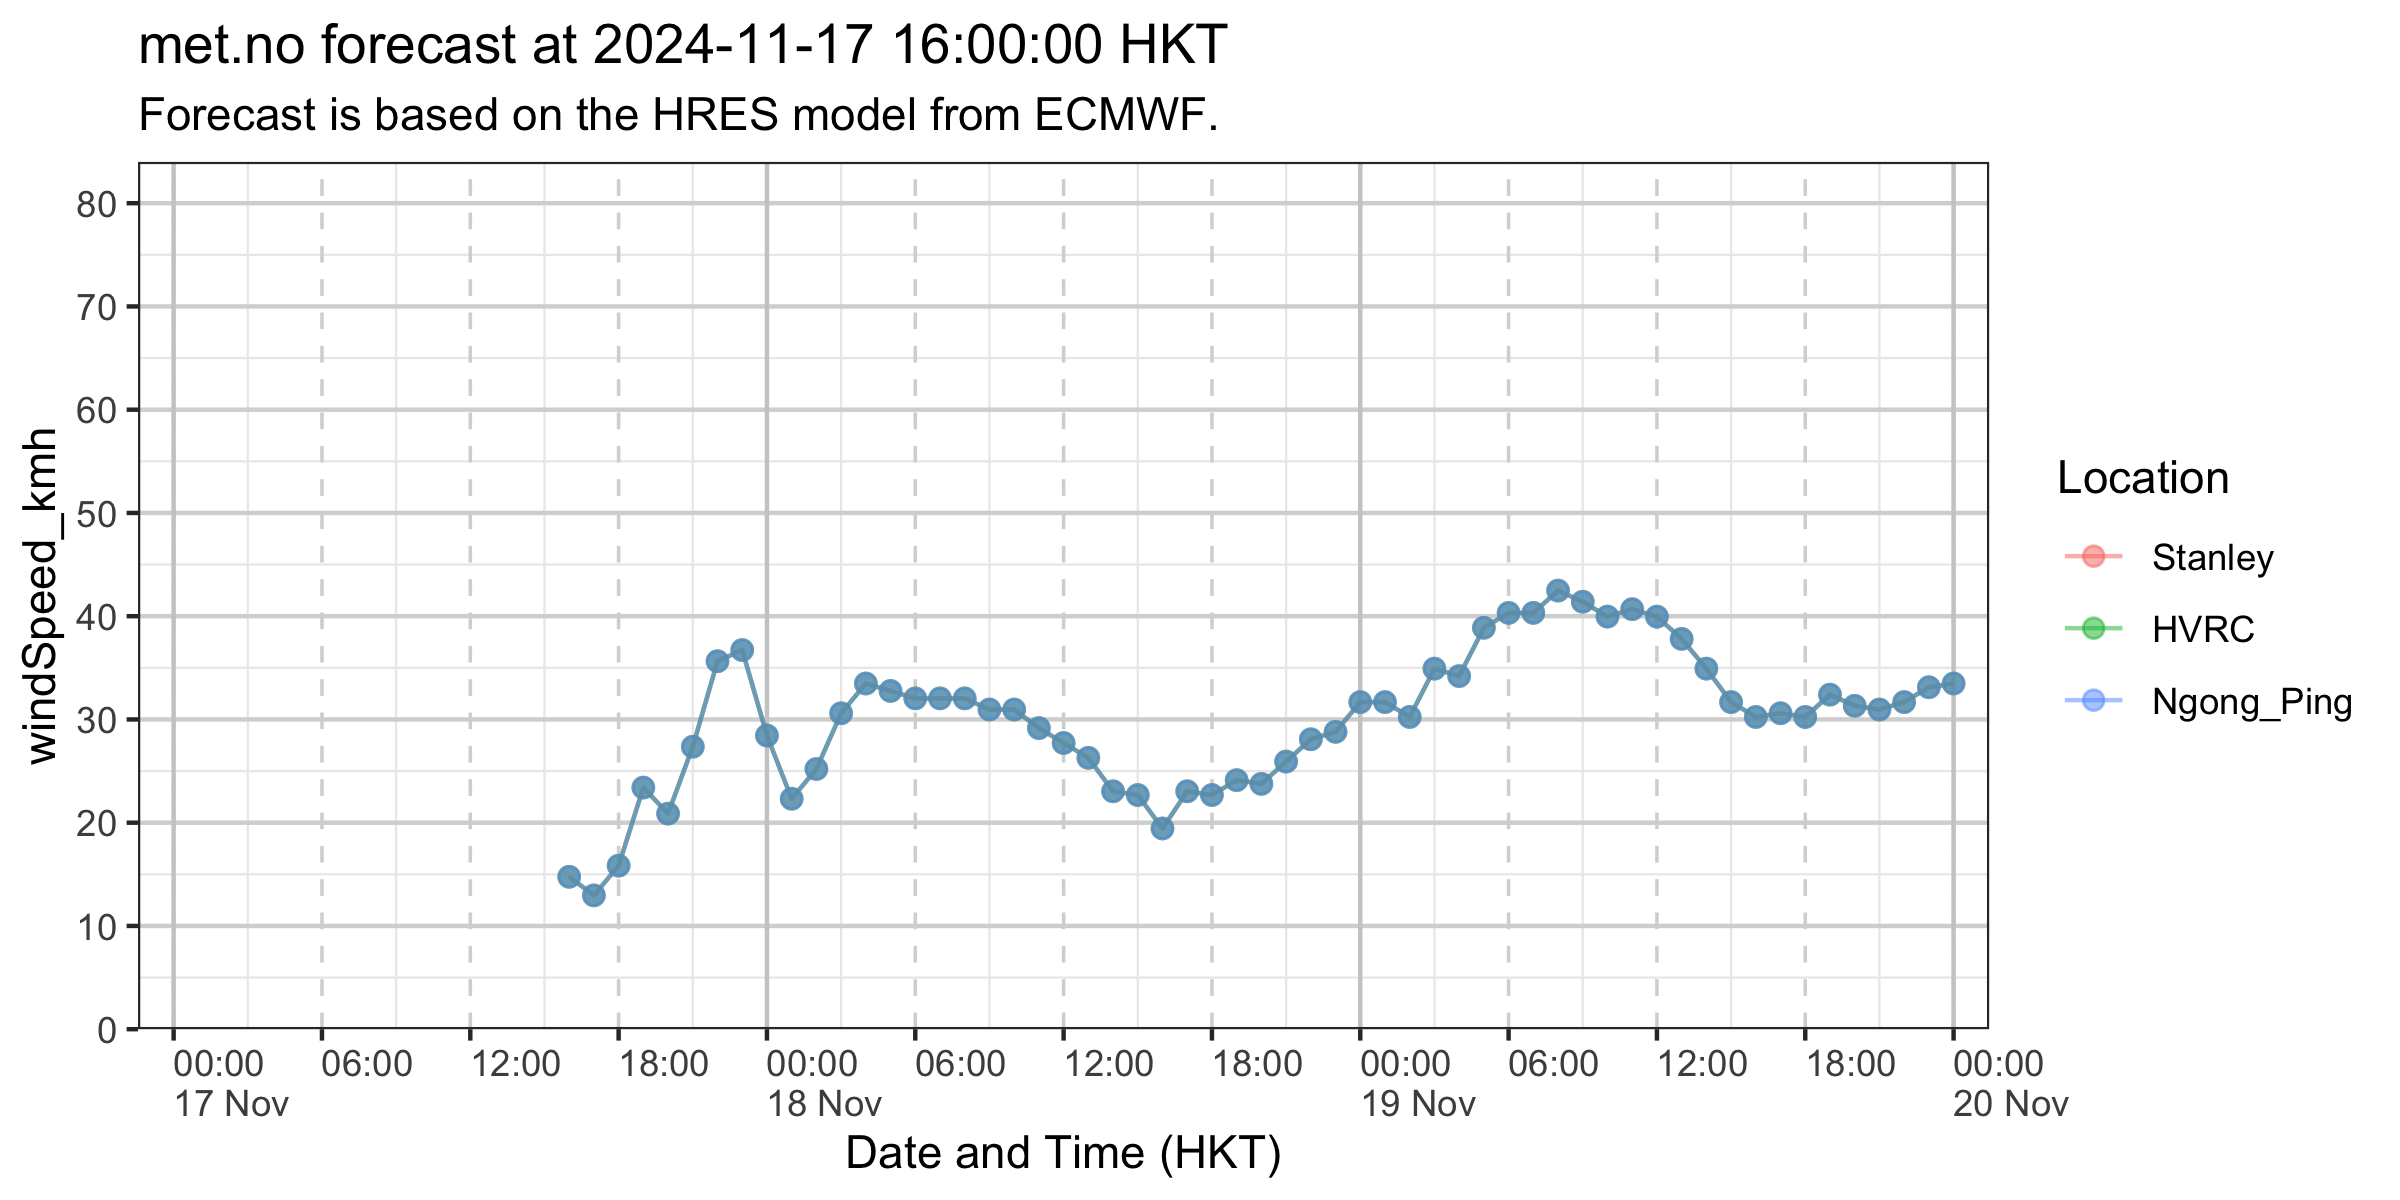 met.no forecast at 2024-11-17 16:00:00 HKT
Forecast is based on the HRES model from ECMWF.
windSpeed_kmh
80
70
60
50
40
30
20
10
0
00:00 06:00 12:00 18:00 00:00 06:00 12:00 18:00 00:00 06:00 12:00 18:00 00:00
17 Nov 18 Nov 19 Nov 20 Nov
Date and Time (HKT)
Location
Stanley
HVRC
Ngong_Ping